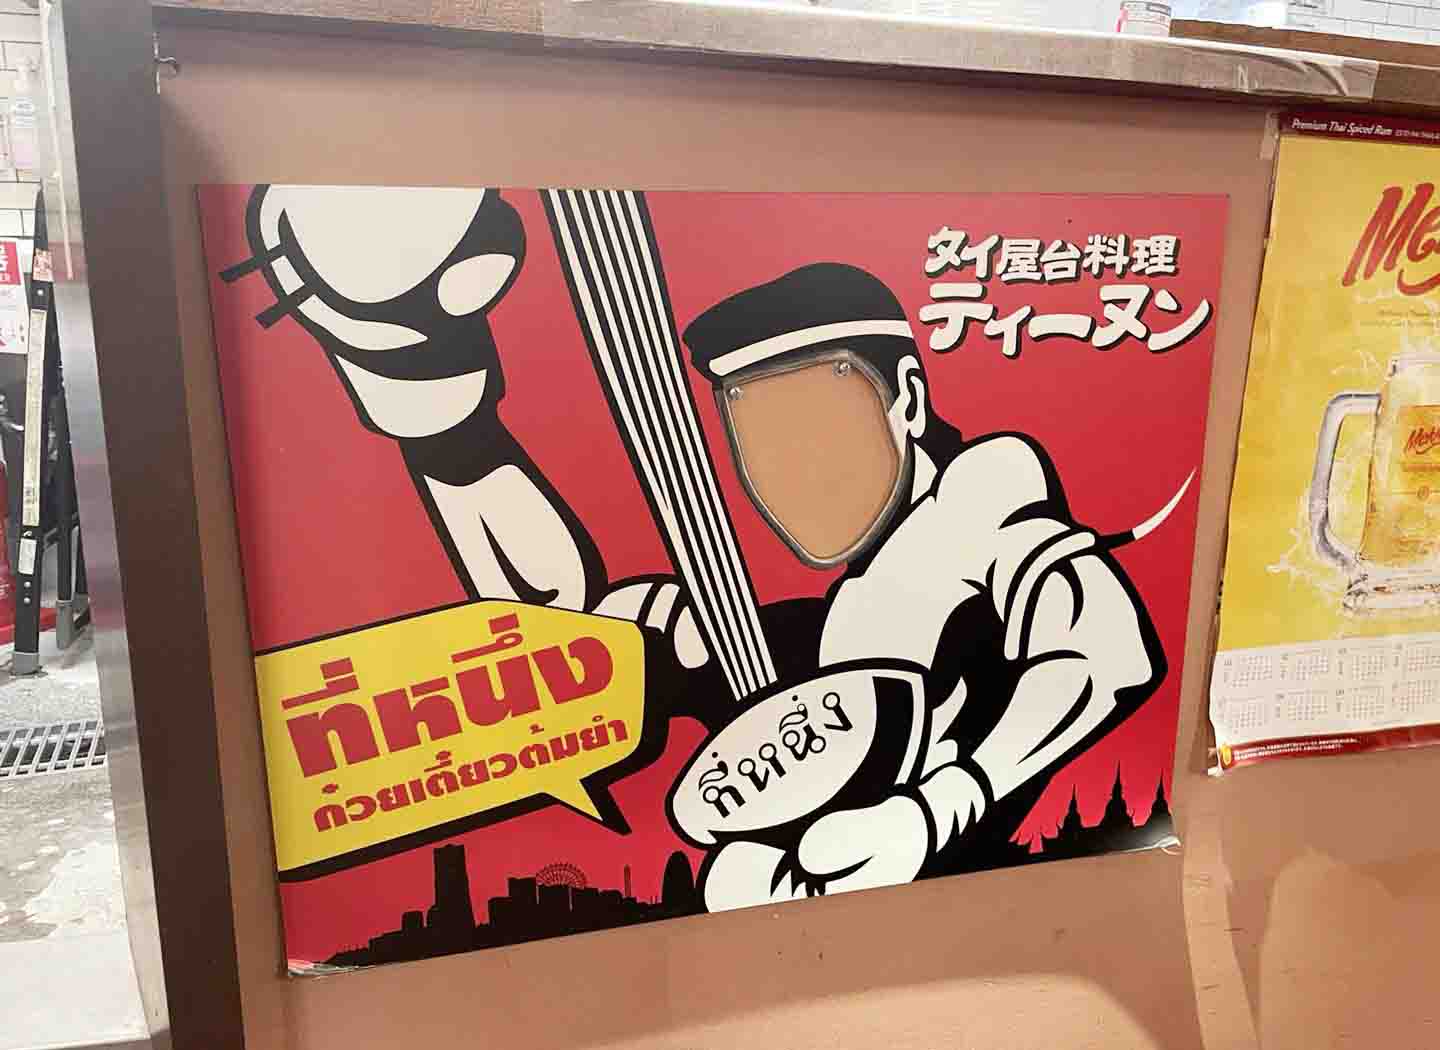 タイ屋台料理
ティーヌン
ที่หนึ่ง
ก๋วยเตี๋ยวต้มยำ
ที่หนึ่ง
Premium Thai Spiced Rum